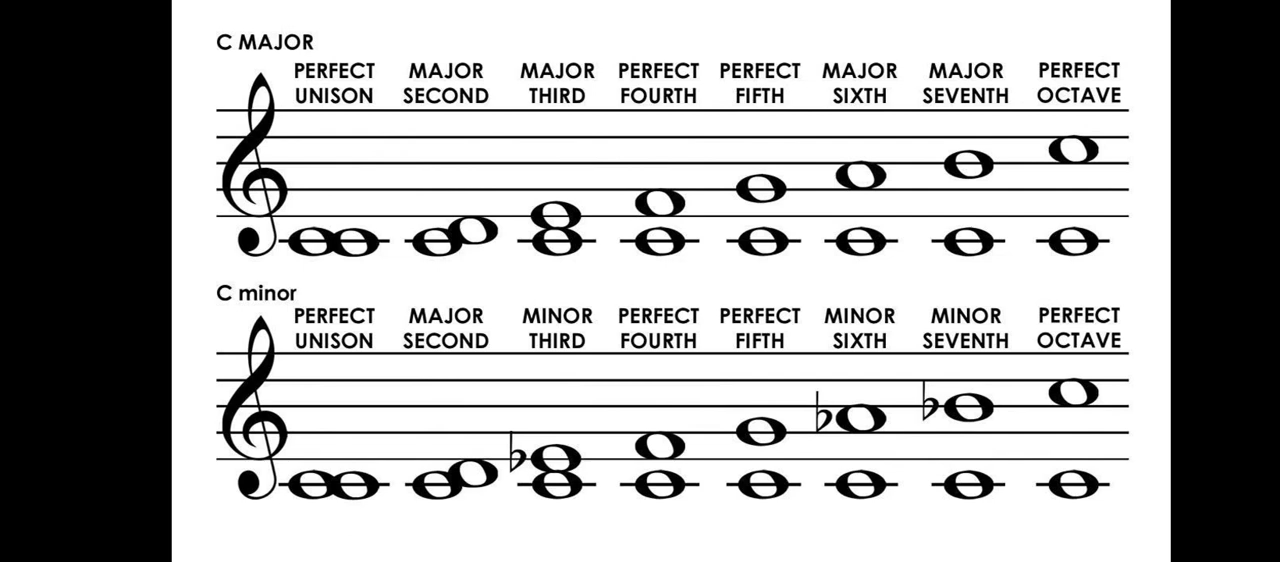 C MAJOR
PERFECT MAJOR MAJOR PERFECT PERFECT MAJOR MAJOR PERFECT
UNISON SECOND THIRD FOURTH FIFTH SIXTH SEVENTH OCTAVE
C minor
PERFECT MAJOR MINOR PERFECT PERFECT MINOR MINOR PERFECT
UNISON SECOND THIRD FOURTH FIFTH SIXTH SEVENTH OCTAVE